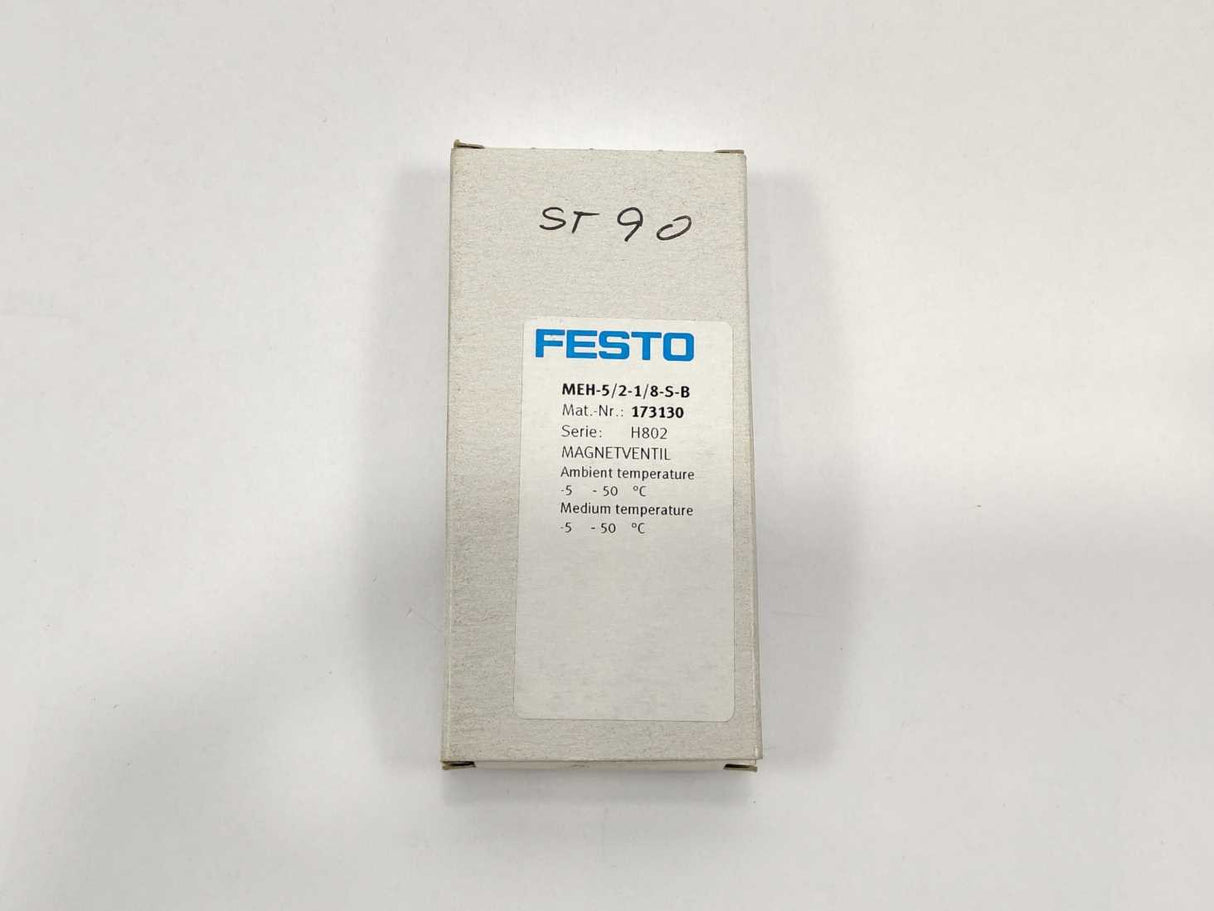 ST 90
FESTO
MEH-5/2-1/8-S-B
Mat.-Nr.: 173130
Serie: H802
MAGNETVENTIL
Ambient temperature
-5 - 50 °C
Medium temperature
-5 - 50 °C